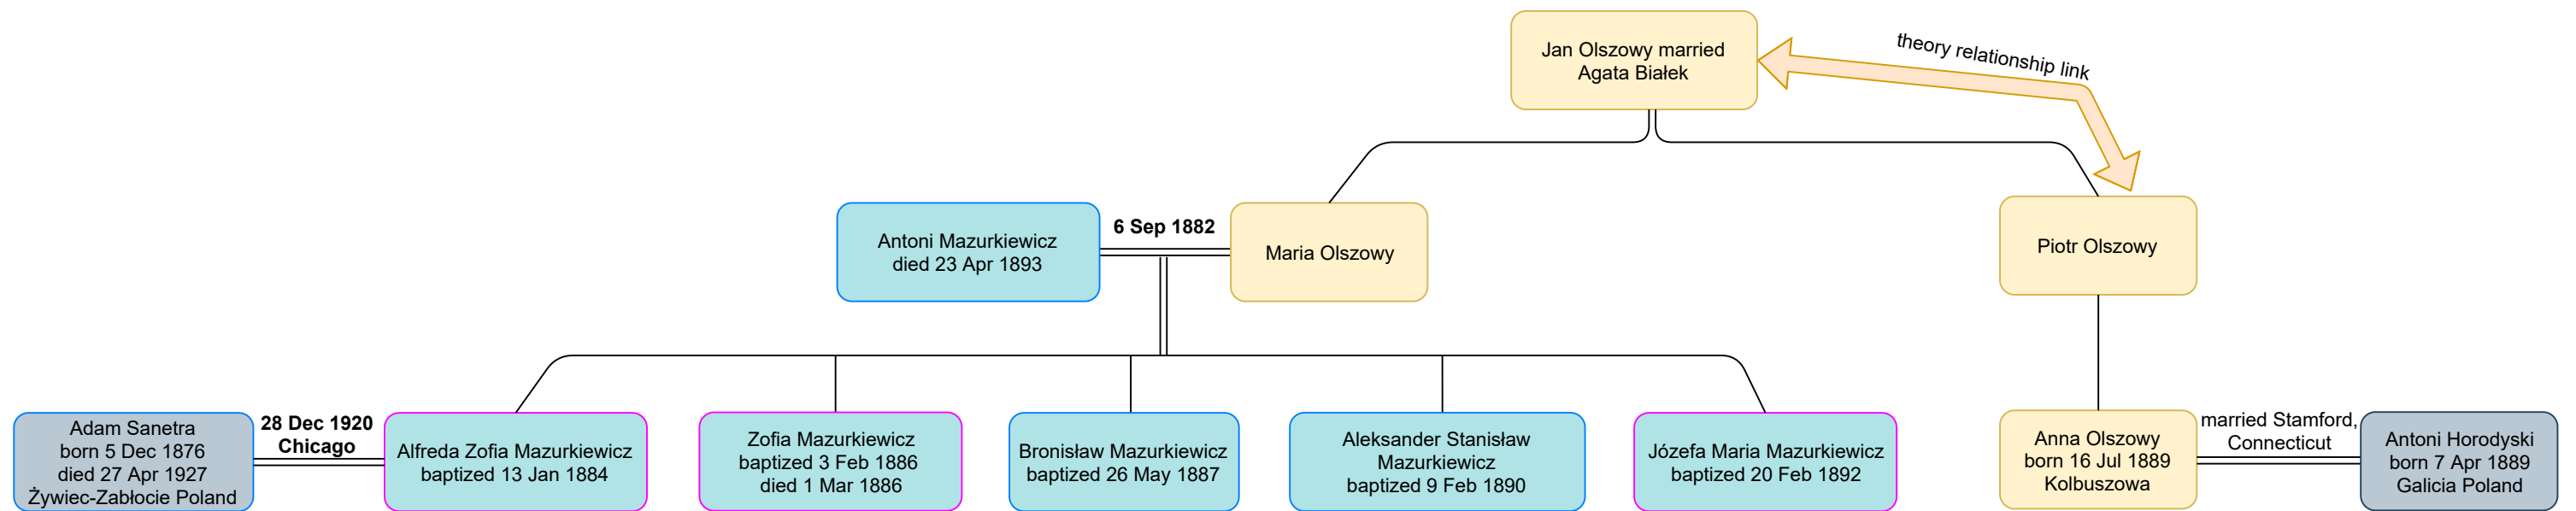 Jan Olszowy married
Agata Białek
theory relationship link
Antoni Mazurkiewicz
died 23 Apr 1893
6 Sep 1882
Maria Olszowy
Piotr Olszowy
Adam Sanetra
born 5 Dec 1876
died 27 Apr 1927
Żywiec-Zabłocie Poland
28 Dec 1920
Chicago
Alfreda Zofia Mazurkiewicz
baptized 13 Jan 1884
Zofia Mazurkiewicz
baptized 3 Feb 1886
died 1 Mar 1886
Bronisław Mazurkiewicz
baptized 26 May 1887
Aleksander Stanisław
Mazurkiewicz
baptized 9 Feb 1890
Józefa Maria Mazurkiewicz
baptized 20 Feb 1892
Anna Olszowy
born 16 Jul 1889
Kolbuszowa
married Stamford,
Connecticut
Antoni Horodyski
born 7 Apr 1889
Galicia Poland